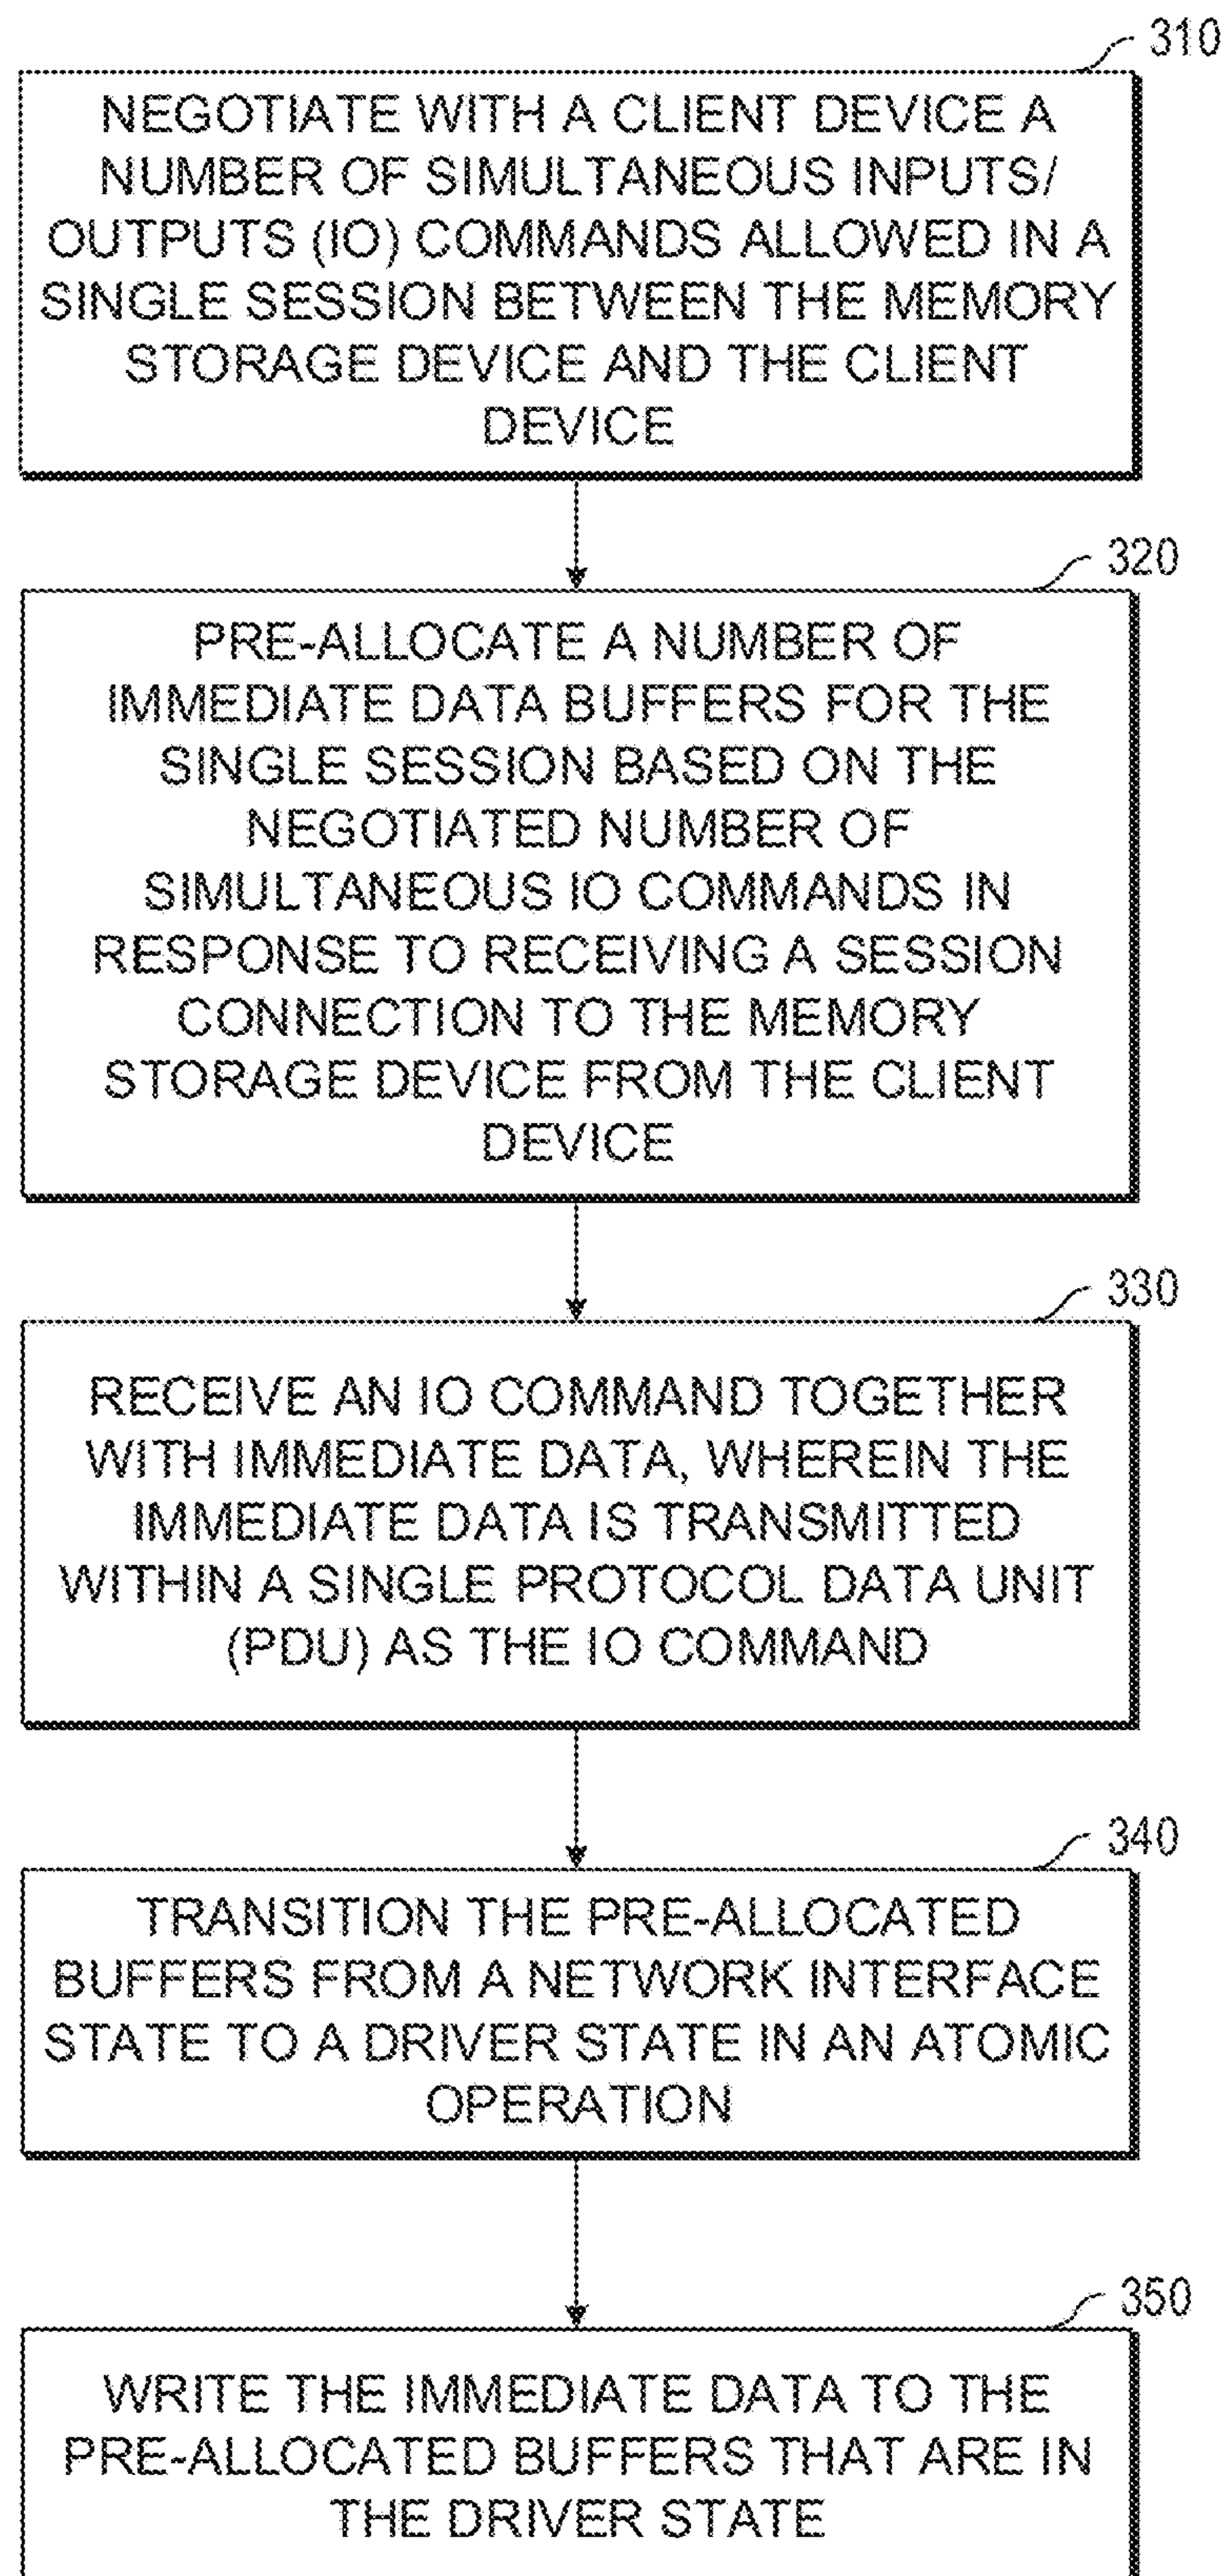 310
NEGOTIATE WITH A CLIENT DEVICE A
NUMBER OF SIMULTANEOUS INPUTS/
OUTPUTS (IO) COMMANDS ALLOWED IN A
SINGLE SESSION BETWEEN THE MEMORY
STORAGE DEVICE AND THE CLIENT
DEVICE
320
PRE-ALLOCATE A NUMBER OF
IMMEDIATE DATA BUFFERS FOR THE
SINGLE SESSION BASED ON THE
NEGOTIATED NUMBER OF
SIMULTANEOUS IO COMMANDS IN
RESPONSE TO RECEIVING A SESSION
CONNECTION TO THE MEMORY
STORAGE DEVICE FROM THE CLIENT
DEVICE
330
RECEIVE AN IO COMMAND TOGETHER
WITH IMMEDIATE DATA, WHEREIN THE
IMMEDIATE DATA IS TRANSMITTED
WITHIN A SINGLE PROTOCOL DATA UNIT
(PDU) AS THE IO COMMAND
340
TRANSITION THE PRE-ALLOCATED
BUFFERS FROM A NETWORK INTERFACE
STATE TO A DRIVER STATE IN AN ATOMIC
OPERATION
350
WRITE THE IMMEDIATE DATA TO THE
PRE-ALLOCATED BUFFERS THAT ARE IN
THE DRIVER STATE